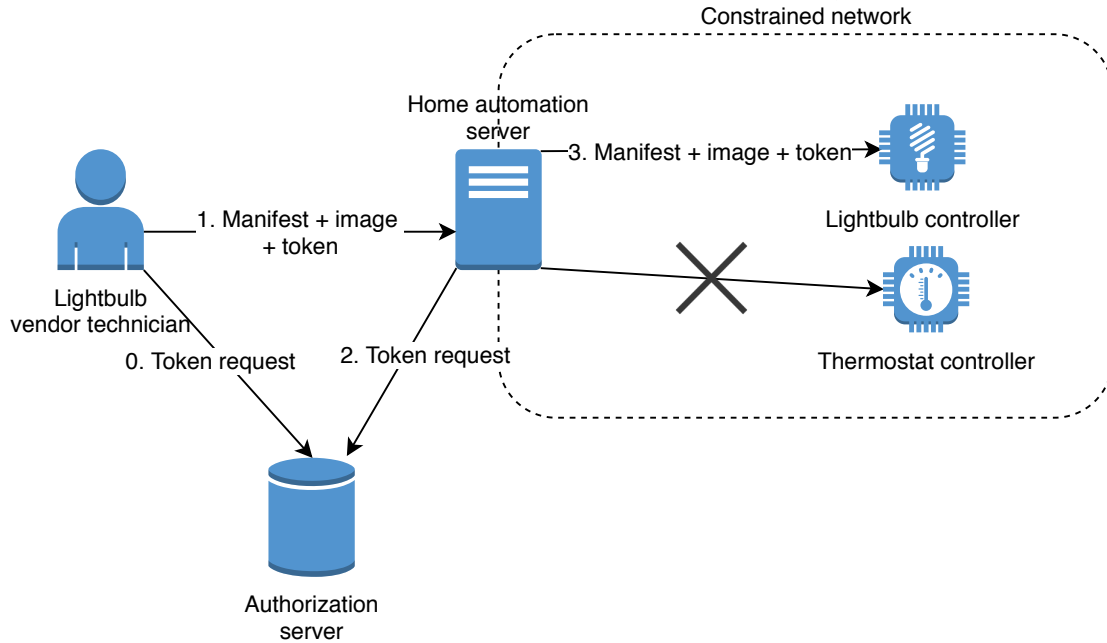 Constrained network
Home automation
server
3. Manifest + image + token
Lightbulb controller
1. Manifest + image
+ token
Lightbulb
vendor technician
0. Token request
2. Token request
Thermostat controller
Authorization
server